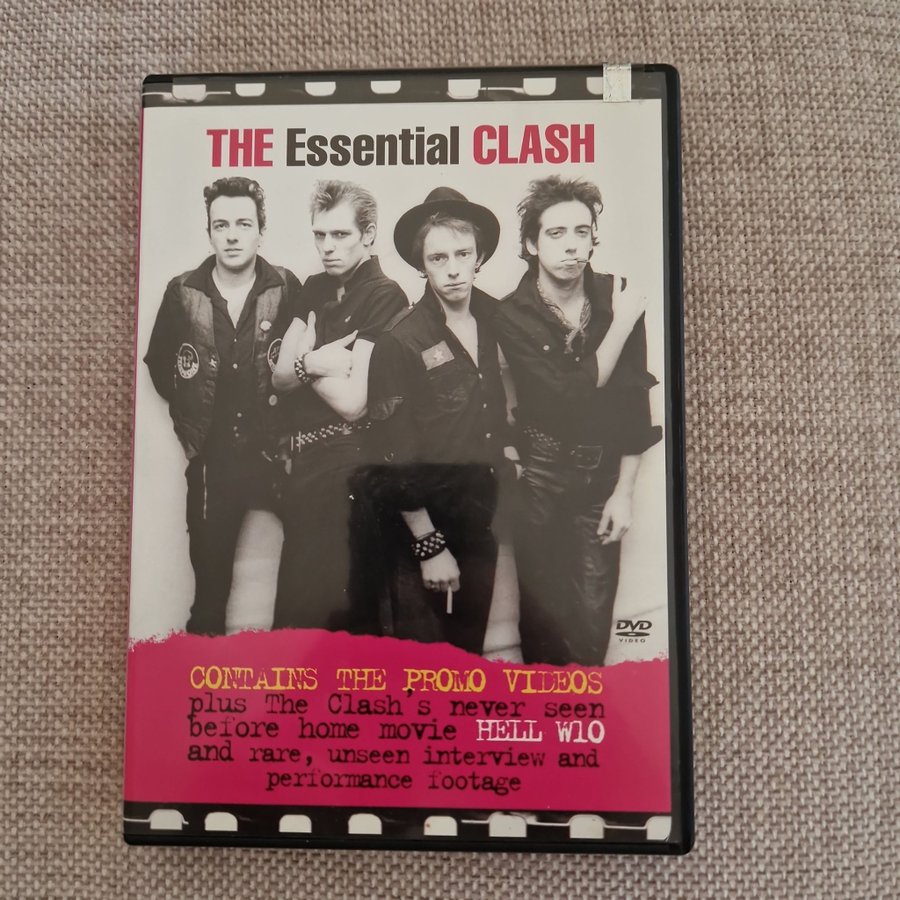 THE Essential CLASH
DVD
VIDEO
CONTAINS THE PROMO VIDEOS
plus The Clash's never seen
before home movie HELL W10
and rare, unseen interview and
performance footage